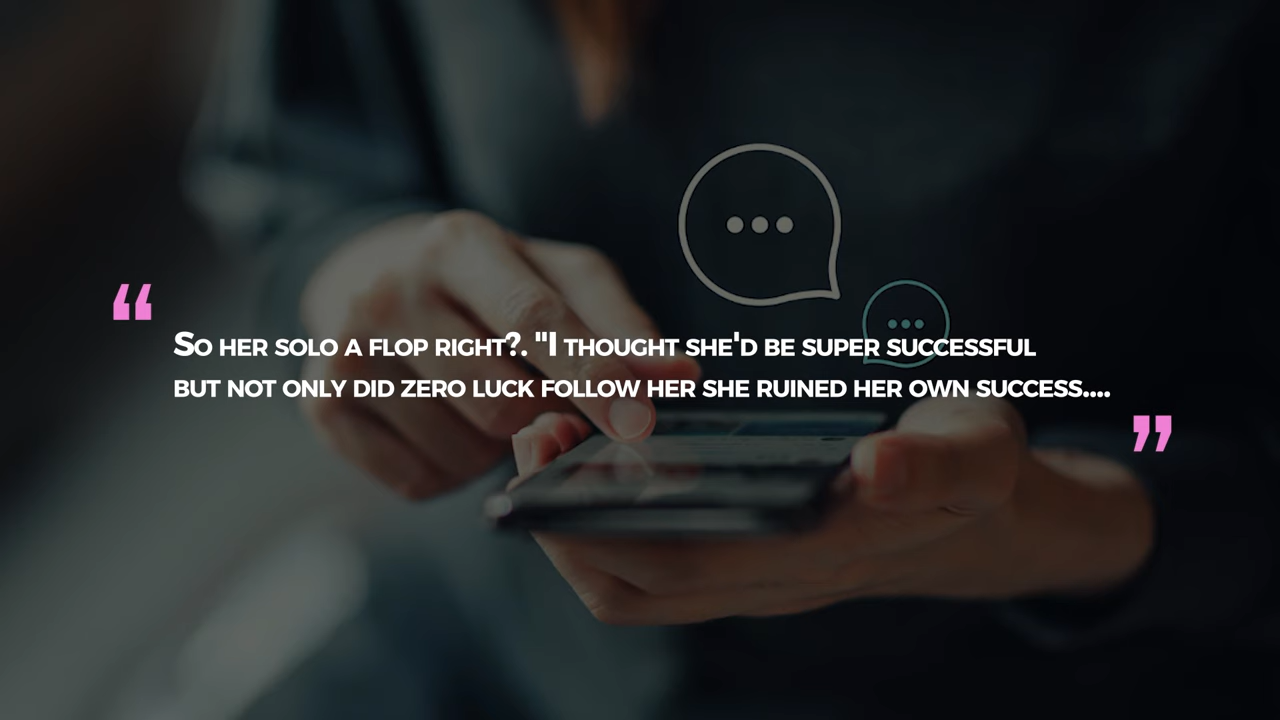 So her solo a flop right?. "I thought she'd be super successful
but not only did zero luck follow her she ruined her own success....